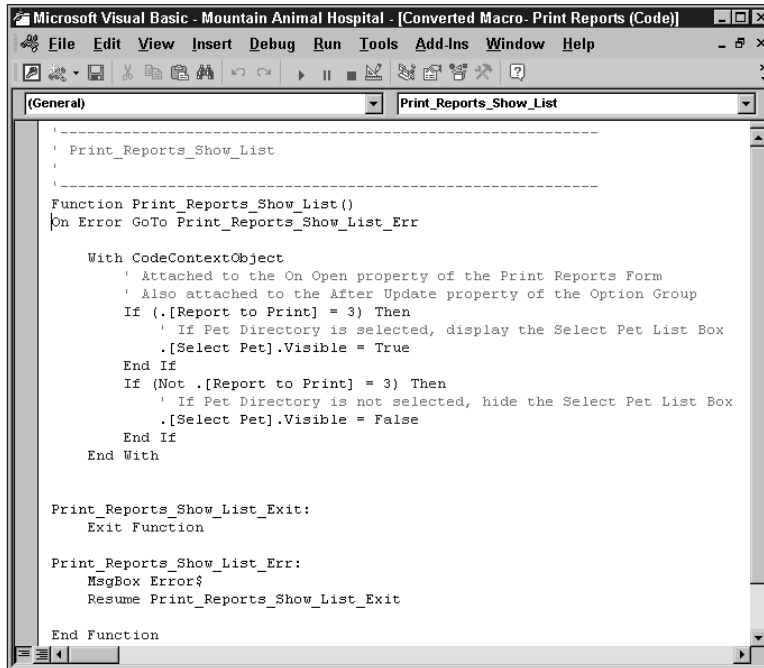 Microsoft Visual Basic - Mountain Animal Hospital - [Converted Macro- Print Reports (Code)]
File Edit View Insert Debug Run Tools Add-Ins Window Help
(General) Print_Reports_Show_List
'------------------------------------------------------------
' Print_Reports_Show_List
'
'------------------------------------------------------------
Function Print_Reports_Show_List()
On Error GoTo Print_Reports_Show_List_Err
With CodeContextObject
' Attached to the On Open property of the Print Reports Form
' Also attached to the After Update property of the Option Group
If (.[Report to Print] = 3) Then
' If Pet Directory is selected, display the Select Pet List Box
.[Select Pet].Visible = True
End If
If (Not .[Report to Print] = 3) Then
' If Pet Directory is not selected, hide the Select Pet List Box
.[Select Pet].Visible = False
End If
End With
Print_Reports_Show_List_Exit:
Exit Function
Print_Reports_Show_List_Err:
MsgBox Error$
Resume Print_Reports_Show_List_Exit
End Function